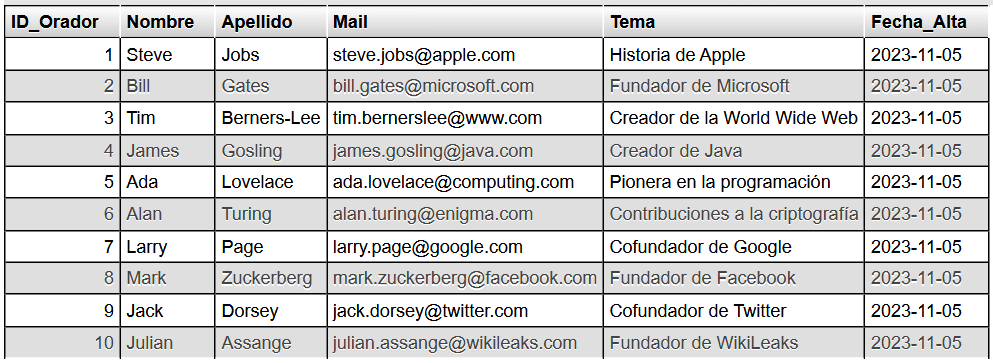 ID_Orador Nombre Apellido Mail Tema Fecha_Alta
1 Steve Jobs steve.jobs@apple.com Historia de Apple 2023-11-05
2 Bill Gates bill.gates@microsoft.com Fundador de Microsoft 2023-11-05
3 Tim Berners-Lee tim.bernerslee@www.com Creador de la World Wide Web 2023-11-05
4 James Gosling james.gosling@java.com Creador de Java 2023-11-05
5 Ada Lovelace ada.lovelace@computing.com Pionera en la programación 2023-11-05
6 Alan Turing alan.turing@enigma.com Contribuciones a la criptografía 2023-11-05
7 Larry Page larry.page@google.com Cofundador de Google 2023-11-05
8 Mark Zuckerberg mark.zuckerberg@facebook.com Fundador de Facebook 2023-11-05
9 Jack Dorsey jack.dorsey@twitter.com Cofundador de Twitter 2023-11-05
10 Julian Assange julian.assange@wikileaks.com Fundador de WikiLeaks 2023-11-05